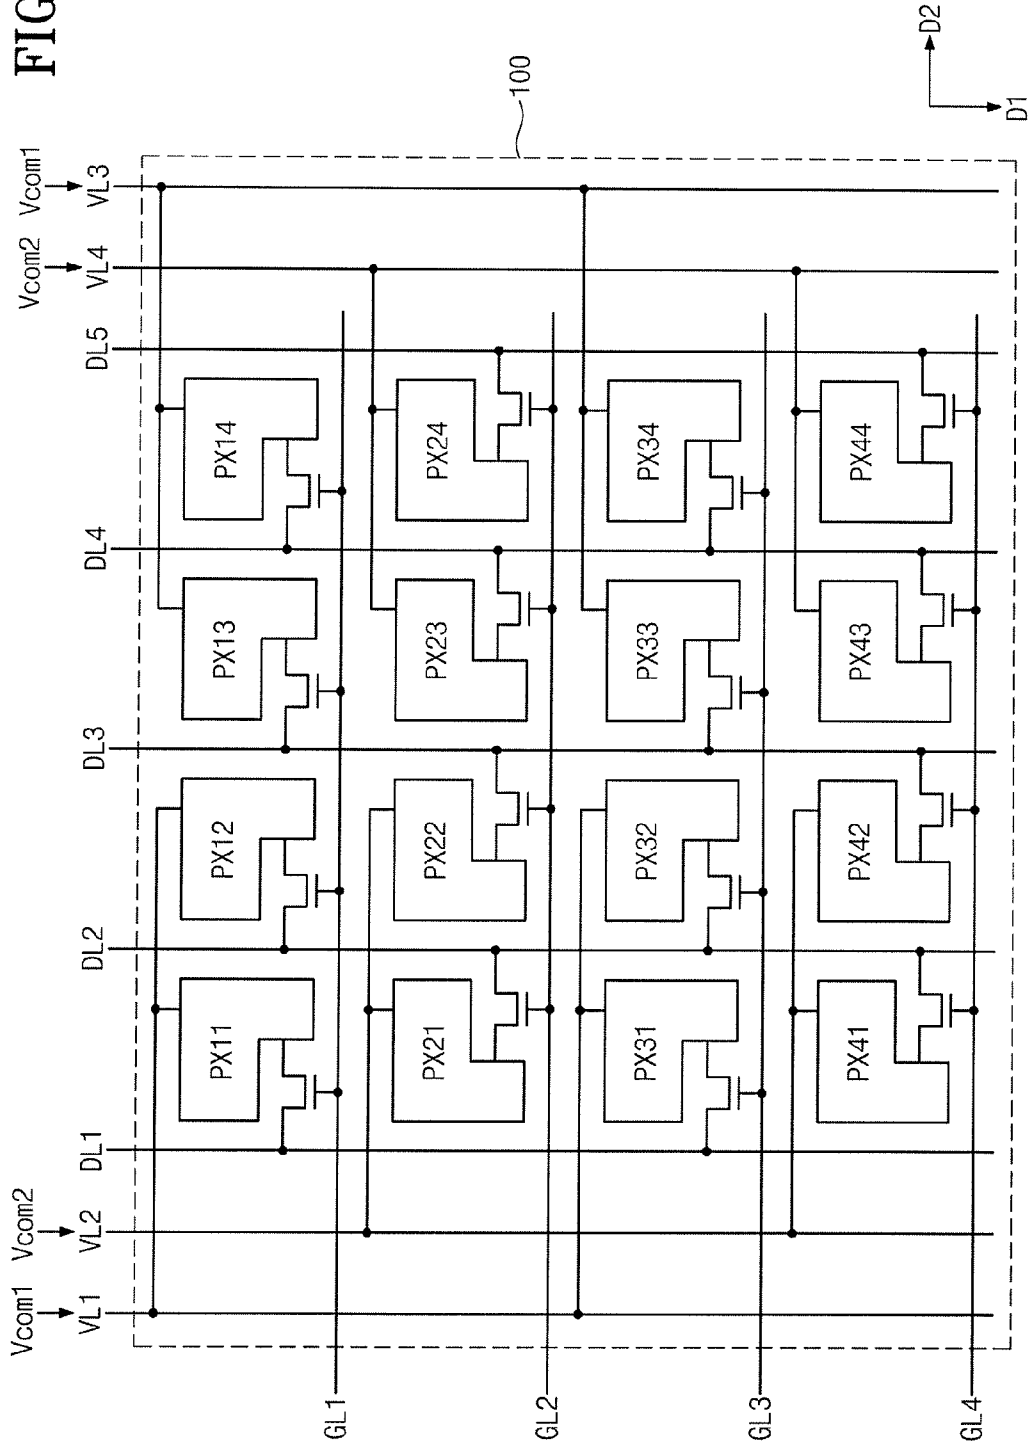 FIG
Vcom1 Vcom2 Vcom2 Vcom1
VL1 VL2 DL1 DL2 DL3 DL4 DL5 VL4 VL3
PX11 PX12 PX13 PX14
GL1
PX21 PX22 PX23 PX24
100
GL2
PX31 PX32 PX33 PX34
GL3
PX41 PX42 PX43 PX44
D2
GL4
D1